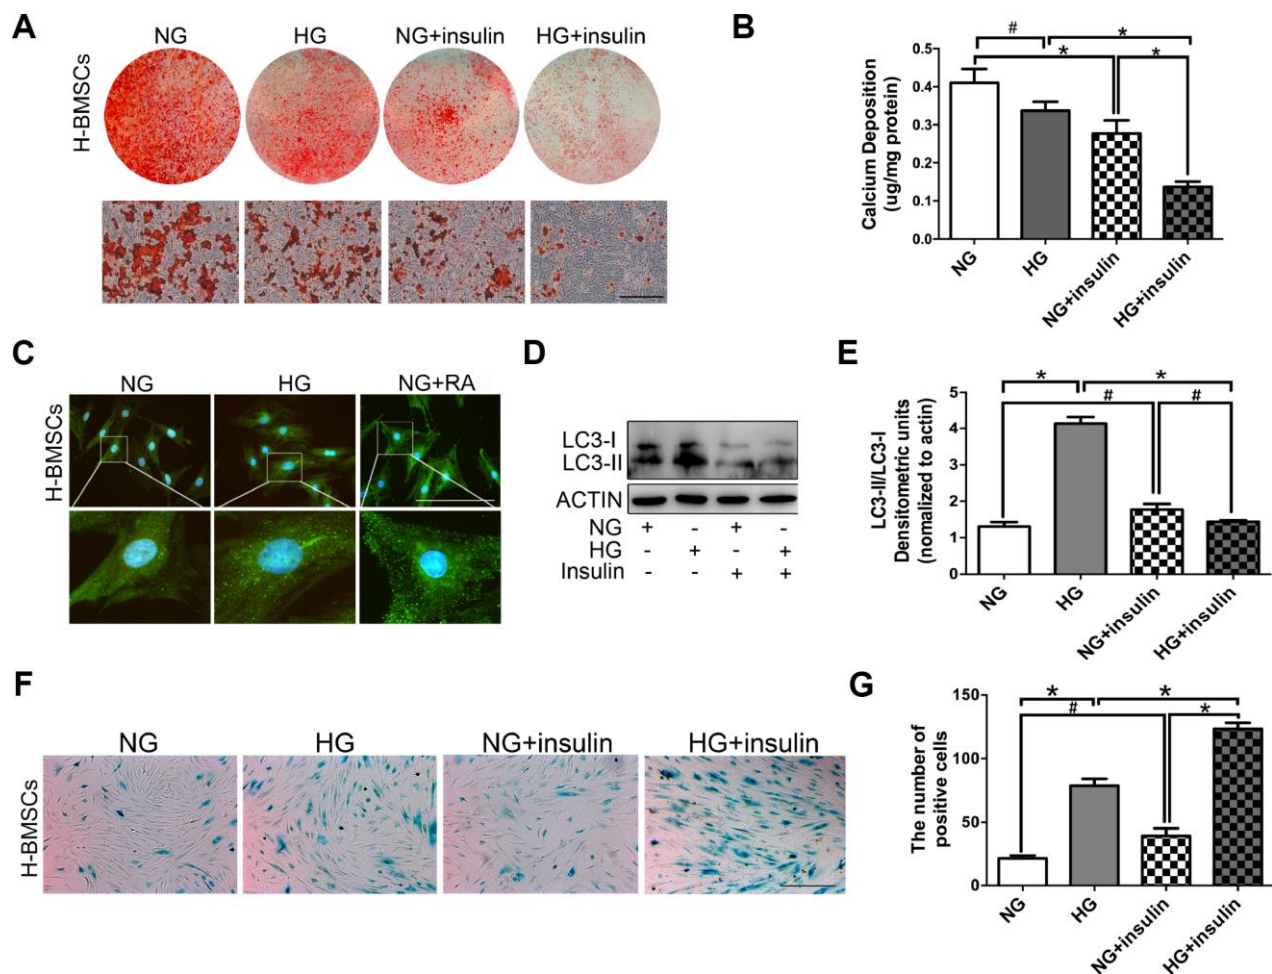 A
NG HG NG+insulin HG+insulin
H-BMSCs
B
# * * *
Calcium Deposition
(ug/mg protein)
0.5
0.4
0.3
0.2
0.1
0.0
NG HG NG+insulin HG+insulin
C
NG HG NG+RA
H-BMSCs
D
LC3-I
LC3-II
ACTIN
NG + - + -
HG - + - +
Insulin - - + +
E
* * # #
LC3-II/LC3-I
Densitometric units
(nomalized to actin)
5
4
3
2
1
0
NG HG NG+insulin HG+insulin
F
NG HG NG+insulin HG+insulin
H-BMSCs
G
* * # *
The number of
positive cells
150
100
50
0
NG HG NG+insulin HG+insulin